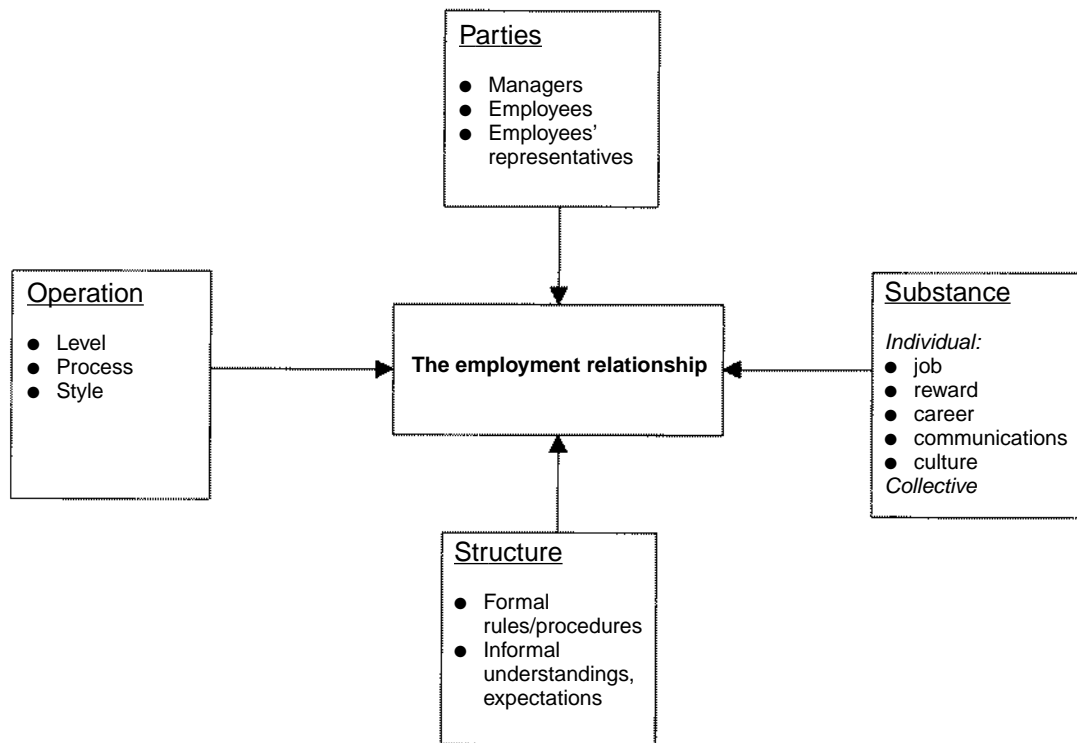 Parties
● Managers
● Employees
● Employees'
representatives
Operation
● Level
● Process
● Style
The employment relationship
Substance
Individual:
● job
● reward
● career
● communications
● culture
Collective
Structure
● Formal
rules/procedures
● Informal
understandings,
expectations